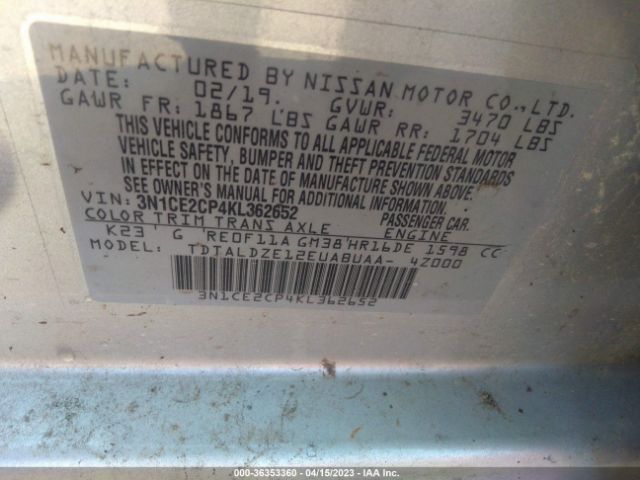 MANUFACTURED BY NISSAN MOTOR CO.,LTD.
DATE: 02/19. GVWR: 3470 LBS
GAWR FR: 1867 LBS GAWR RR: 1704 LBS
THIS VEHICLE CONFORMS TO ALL APPLICABLE FEDERAL MOTOR
VEHICLE SAFETY, BUMPER AND THEFT PREVENTION STANDARDS
IN EFFECT ON THE DATE OF MANUFACTURE SHOWN ABOVE.
SEE OWNER'S MANUAL FOR ADDITIONAL INFORMATION.
VIN: 3N1CE2CP4KL362652 PASSENGER CAR.
COLOR TRIM TRANS AXLE ENGINE
K23 G RE0F11A GM38 HR16DE 1598 CC
MODEL: TDTALDZE12EUABUAA- 4Z000
3N1CE2CP4KL362652
000-36353360 - 04/15/2023 - IAA Inc.